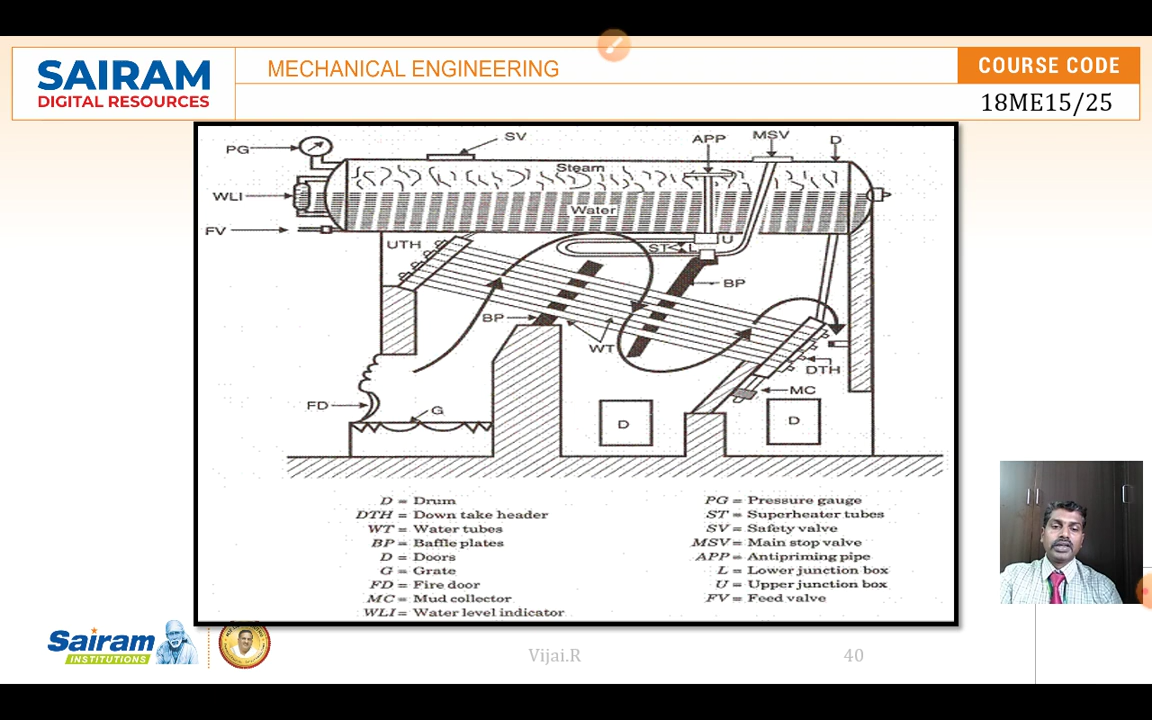 SAIRAM
DIGITAL RESOURCES
MECHANICAL ENGINEERING
COURSE CODE
18ME15/25
PG
SV
APP
MSV
D
Steam
WLI
Water
FV
UTH
ST
L
U
BP
BP
WT
DTH
MC
FD
G
D
D
D = Drum
DTH = Down take header
WT = Water tubes
BP = Baffle plates
D = Doors
G = Grate
FD = Fire door
MC = Mud collector
WLI = Water level indicator
PG = Pressure gauge
ST = Superheater tubes
SV = Safety valve
MSV = Main stop valve
APP = Antipriming pipe
L = Lower junction box
U = Upper junction box
FV = Feed valve
Sairam
INSTITUTIONS
Vijai.R
40